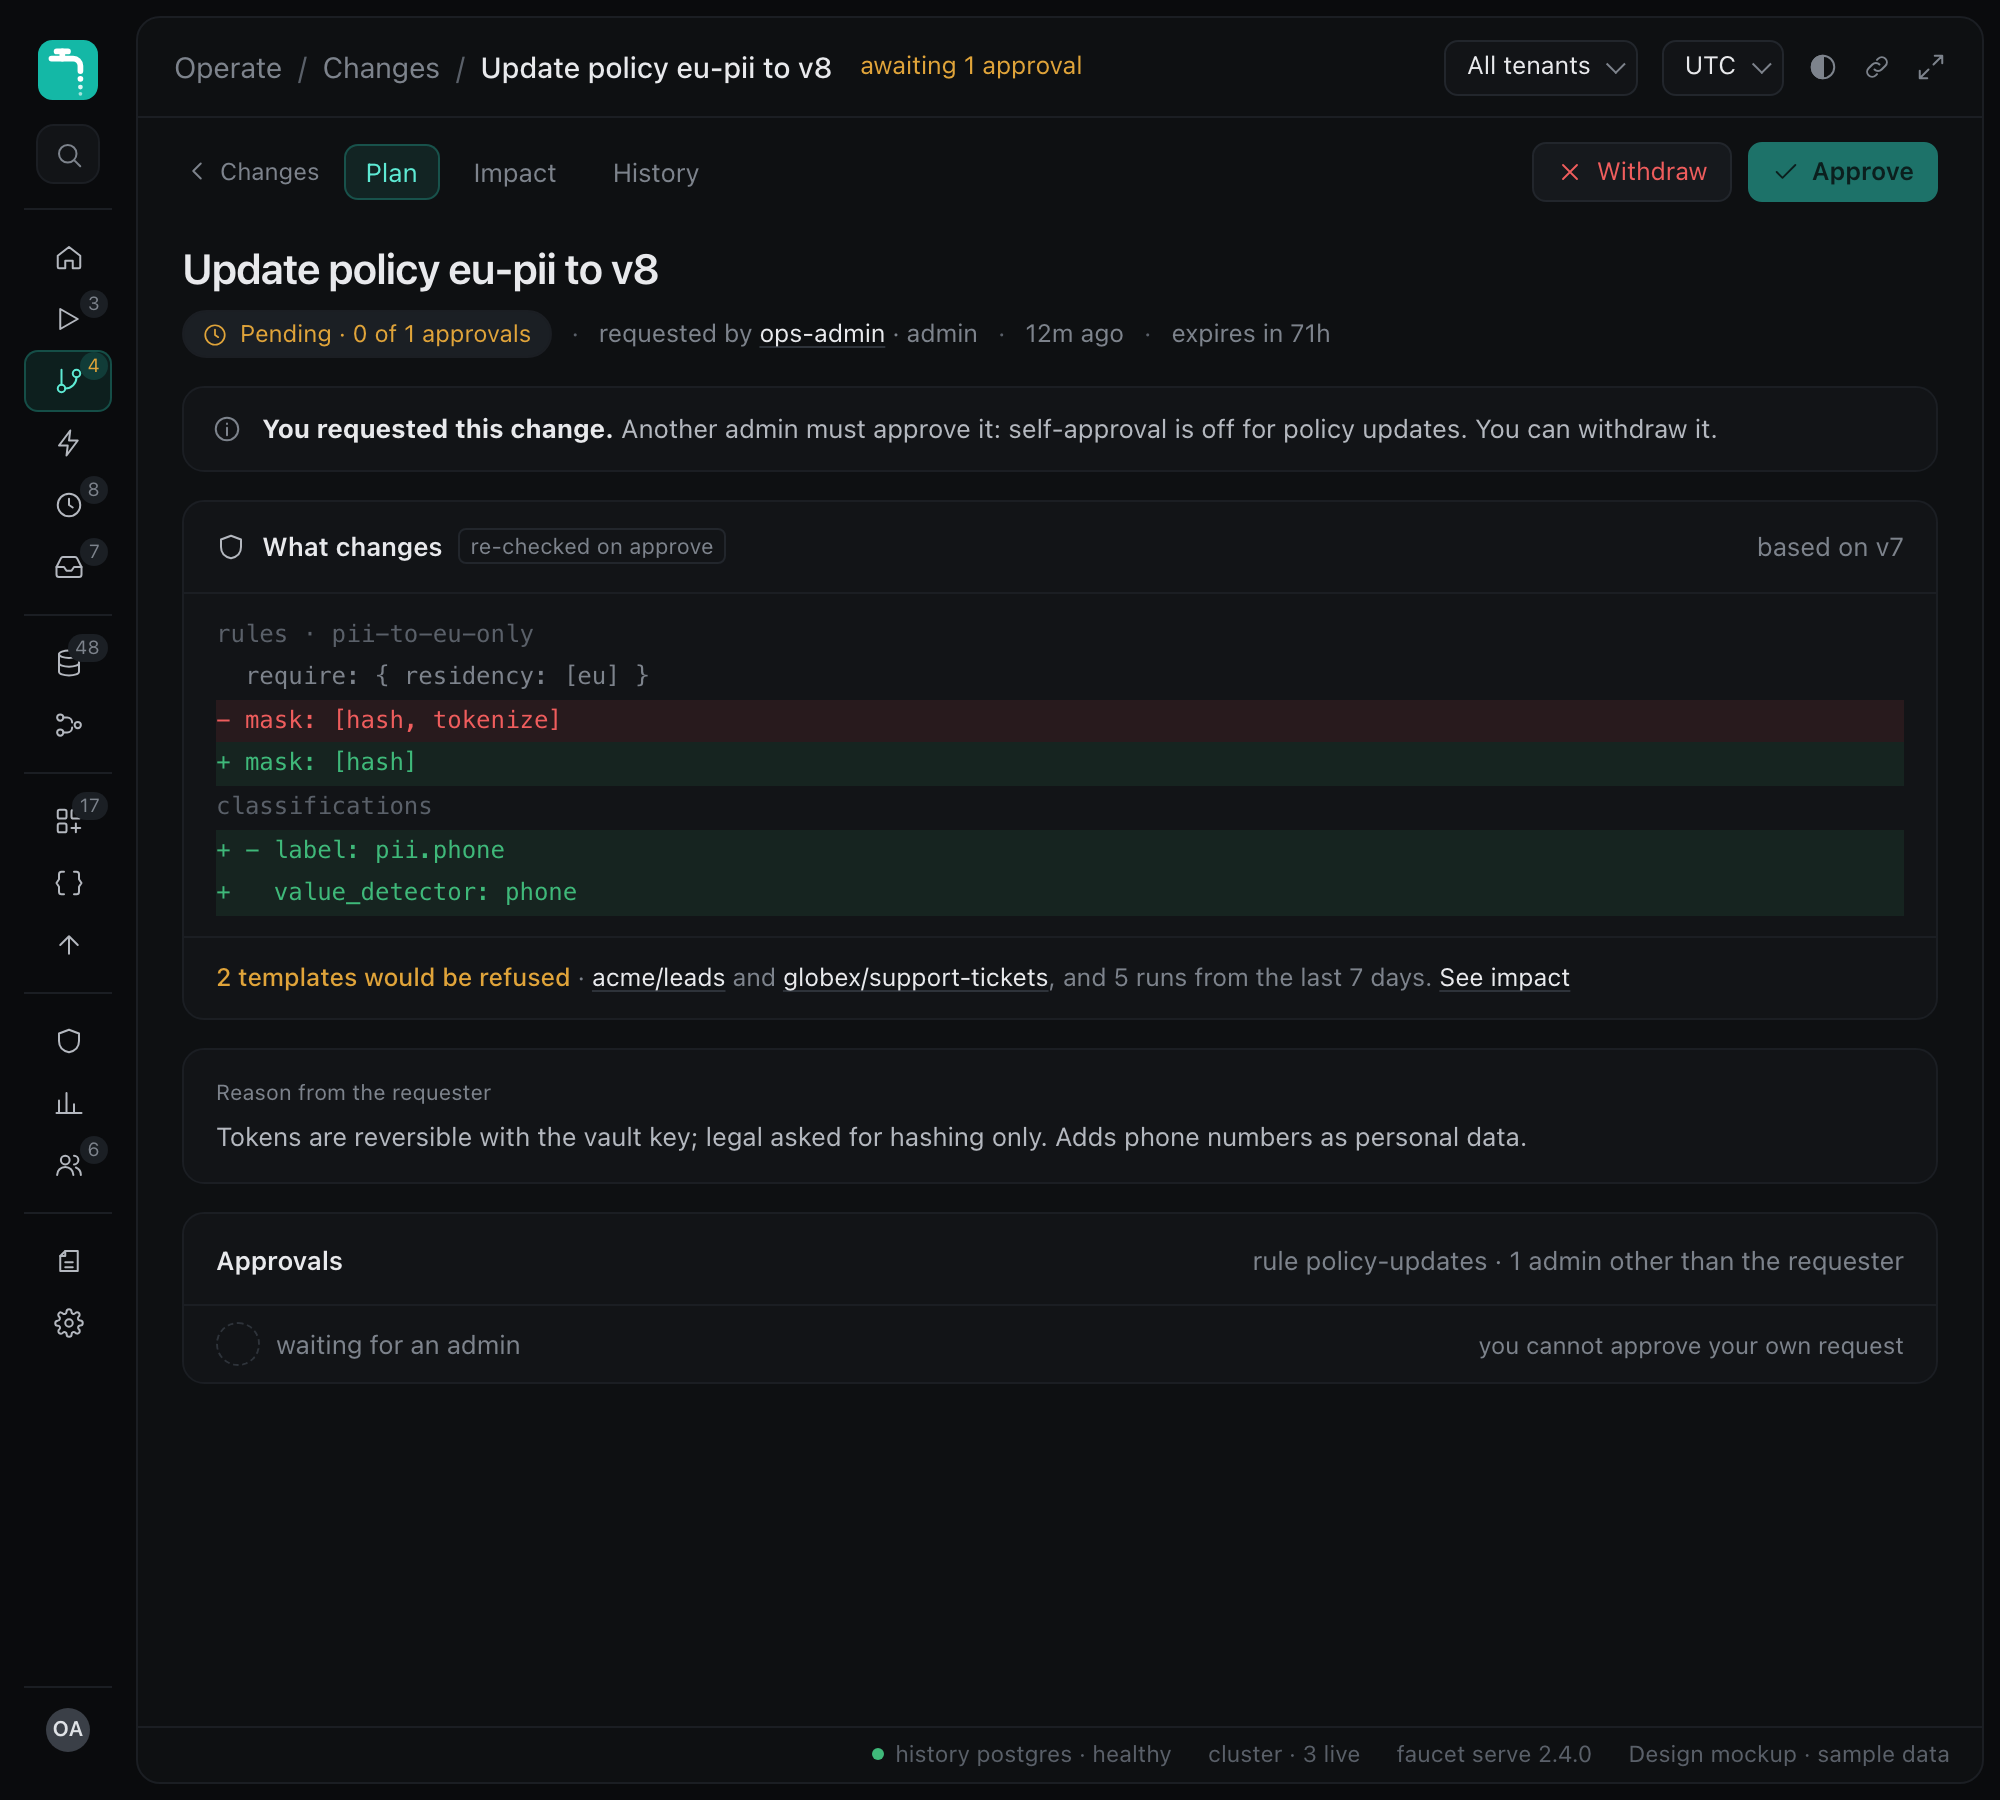 Operate / Changes / Update policy eu-pii to v8 awaiting 1 approval
All tenants
UTC
Changes
Plan
Impact
History
Withdraw
Approve
3
4
8
7
48
17
6
OA
Update policy eu-pii to v8
Pending · 0 of 1 approvals · requested by ops-admin · admin · 12m ago · expires in 71h
You requested this change. Another admin must approve it: self-approval is off for policy updates. You can withdraw it.
What changes re-checked on approve based on v7
rules · pii-to-eu-only
require: { residency: [eu] }
- mask: [hash, tokenize]
+ mask: [hash]
classifications
+ - label: pii.phone
+ value_detector: phone
2 templates would be refused · acme/leads and globex/support-tickets, and 5 runs from the last 7 days. See impact
Reason from the requester
Tokens are reversible with the vault key; legal asked for hashing only. Adds phone numbers as personal data.
Approvals rule policy-updates · 1 admin other than the requester
waiting for an admin you cannot approve your own request
history postgres · healthy cluster · 3 live faucet serve 2.4.0 Design mockup · sample data